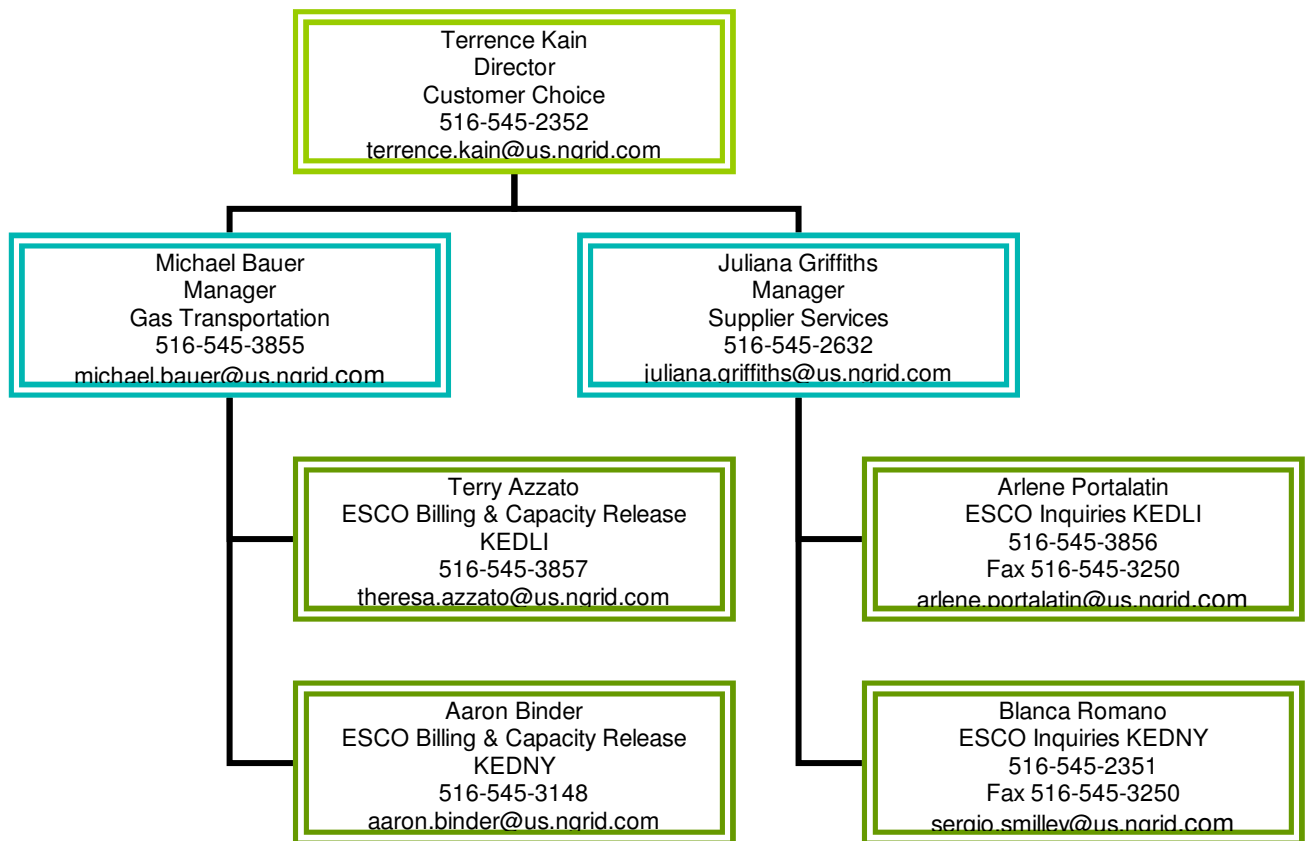 Terrence Kain
Director
Customer Choice
516-545-2352
terrence.kain@us.ngrid.com
Michael Bauer
Manager
Gas Transportation
516-545-3855
michael.bauer@us.ngrid.com
Juliana Griffiths
Manager
Supplier Services
516-545-2632
juliana.griffiths@us.ngrid.com
Terry Azzato
ESCO Billing & Capacity Release
KEDLI
516-545-3857
theresa.azzato@us.ngrid.com
Arlene Portalatin
ESCO Inquiries KEDLI
516-545-3856
Fax 516-545-3250
arlene.portalatin@us.ngrid.com
Aaron Binder
ESCO Billing & Capacity Release
KEDNY
516-545-3148
aaron.binder@us.ngrid.com
Blanca Romano
ESCO Inquiries KEDNY
516-545-2351
Fax 516-545-3250
sergio.smilley@us.ngrid.com